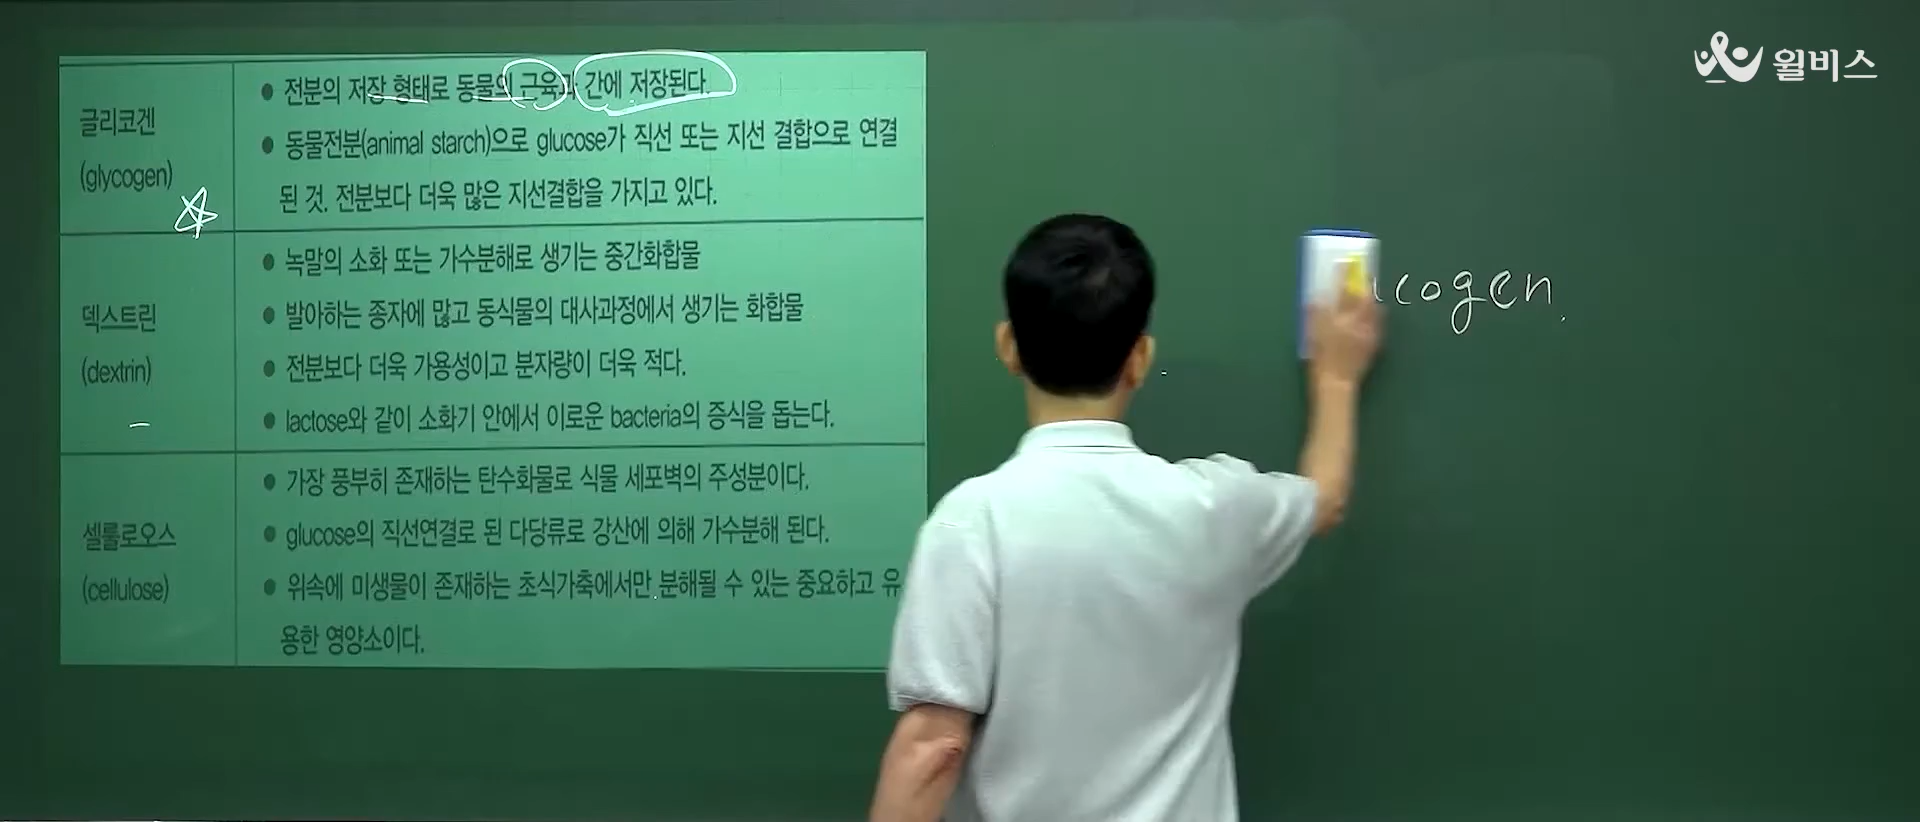 윌비스
글리코겐
(glycogen)
● 전분의 저장 형태로 동물의 근육과 간에 저장된다.
● 동물전분(animal starch)으로 glucose가 직선 또는 지선 결합으로 연결
된 것. 전분보다 더욱 많은 지선결합을 가지고 있다.
덱스트린
(dextrin)
● 녹말의 소화 또는 가수분해로 생기는 중간화합물
● 발아하는 종자에 많고 동식물의 대사과정에서 생기는 화합물
● 전분보다 더욱 가용성이고 분자량이 더욱 적다.
● lactose와 같이 소화기 안에서 이로운 bacteria의 증식을 돕는다.
셀룰로오스
(cellulose)
● 가장 풍부히 존재하는 탄수화물로 식물 세포벽의 주성분이다.
● glucose의 직선연결로 된 다당류로 강산에 의해 가수분해 된다.
● 위속에 미생물이 존재하는 초식가축에서만 분해될 수 있는 중요하고 유
용한 영양소이다.
cogen